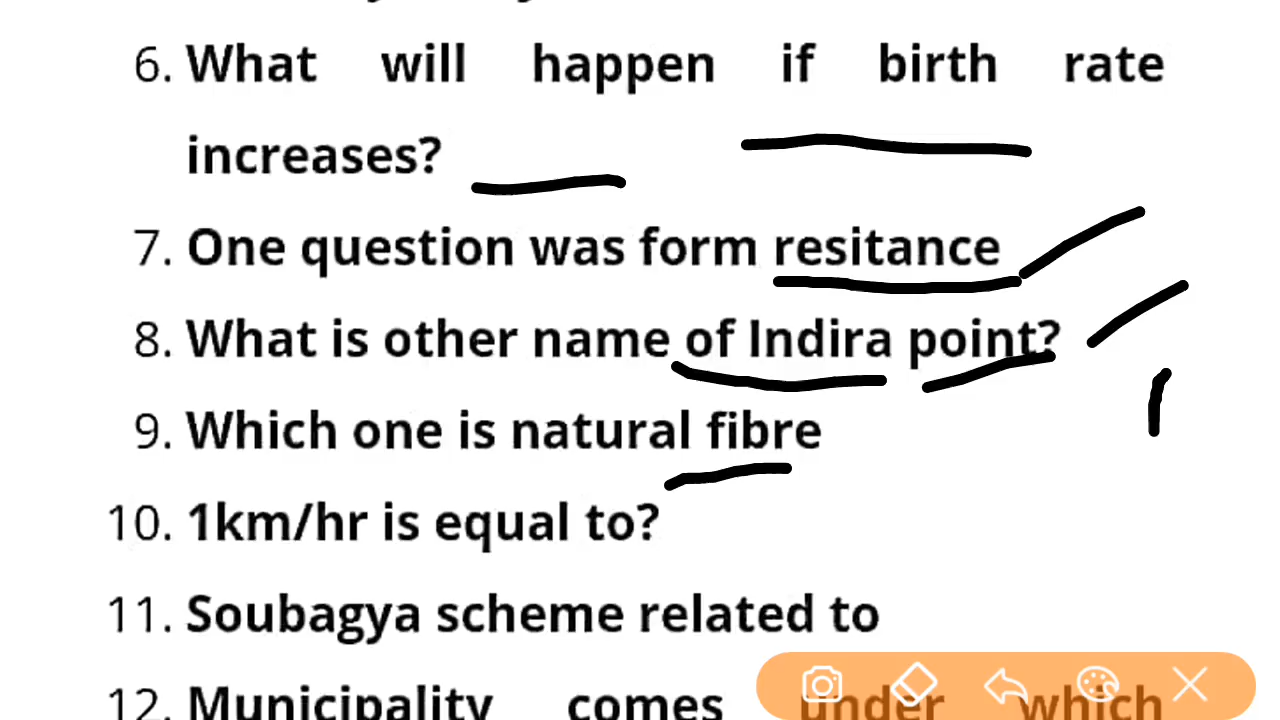 6. What will happen if birth rate
increases?
7. One question was form resitance
8. What is other name of Indira point?
9. Which one is natural fibre
10. 1km/hr is equal to?
11. Soubagya scheme related to
12. Municipality comes under which